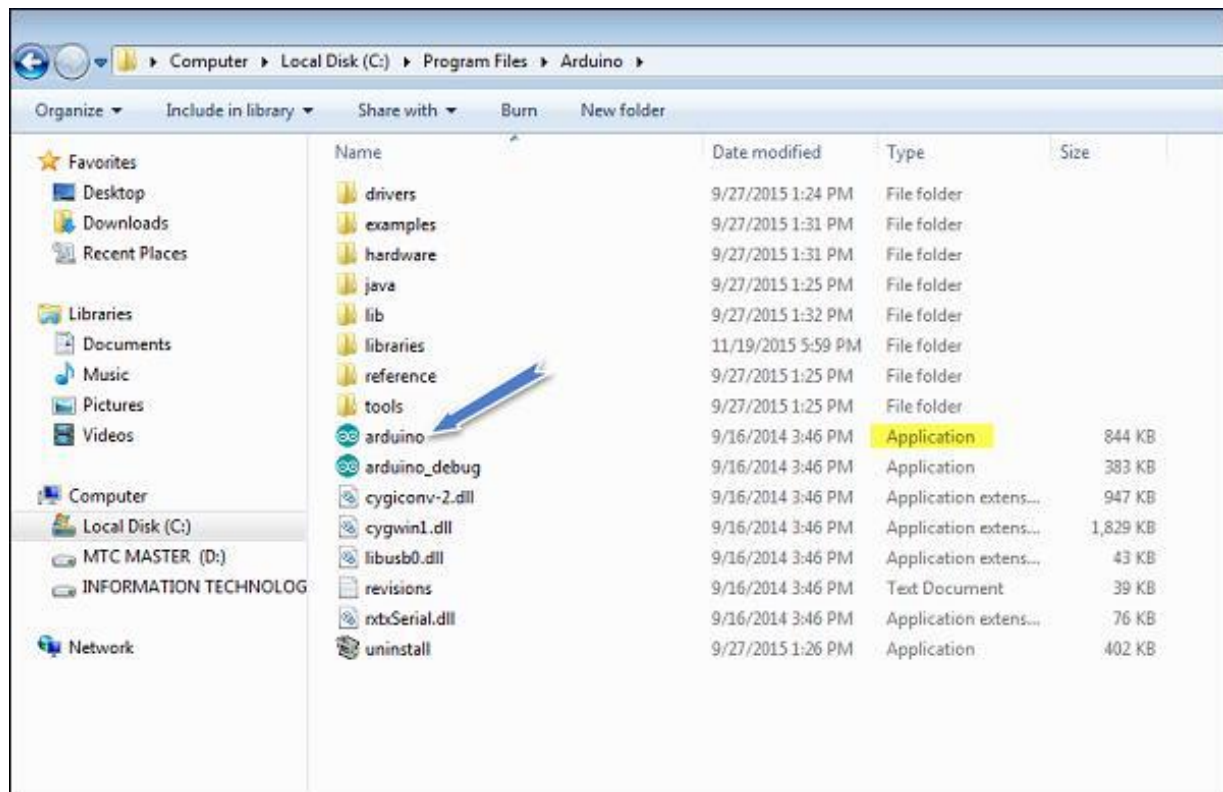 Computer Local Disk (C:) Program Files Arduino
Organize Include in library Share with Burn New folder
Favorites
Desktop
Downloads
Recent Places
Libraries
Documents
Music
Pictures
Videos
Computer
Local Disk (C:)
MTC MASTER (D:)
INFORMATION TECHNOLOG
Network
Name Date modified Type Size
drivers 9/27/2015 1:24 PM File folder
examples 9/27/2015 1:31 PM File folder
hardware 9/27/2015 1:31 PM File folder
java 9/27/2015 1:25 PM File folder
lib 9/27/2015 1:32 PM File folder
libraries 11/19/2015 5:59 PM File folder
reference 9/27/2015 1:25 PM File folder
tools 9/27/2015 1:25 PM File folder
arduino 9/16/2014 3:46 PM Application 844 KB
arduino_debug 9/16/2014 3:46 PM Application 383 KB
cygiconv-2.dll 9/16/2014 3:46 PM Application extens... 947 KB
cygwin1.dll 9/16/2014 3:46 PM Application extens... 1,829 KB
libusb0.dll 9/16/2014 3:46 PM Application extens... 43 KB
revisions 9/16/2014 3:46 PM Text Document 39 KB
rxtxSerial.dll 9/16/2014 3:46 PM Application extens... 76 KB
uninstall 9/27/2015 1:26 PM Application 402 KB